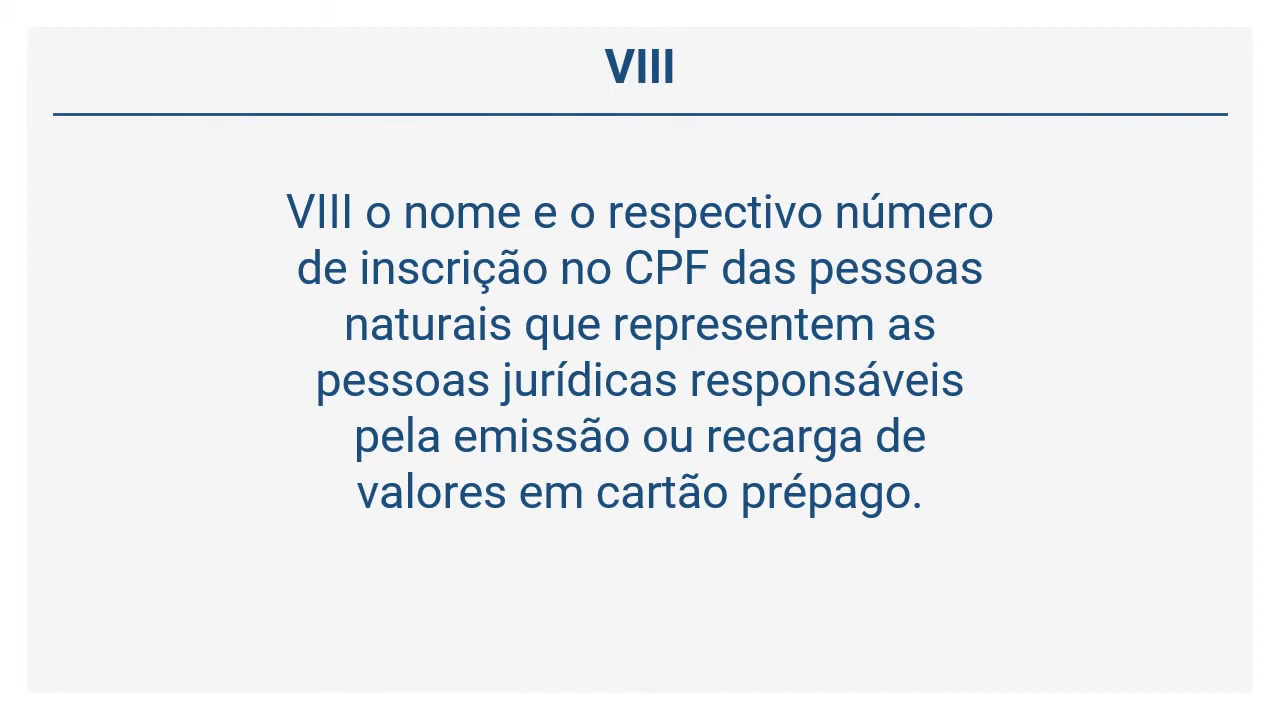 VIII
VIII o nome e o respectivo número
de inscrição no CPF das pessoas
naturais que representem as
pessoas jurídicas responsáveis
pela emissão ou recarga de
valores em cartão prépago.